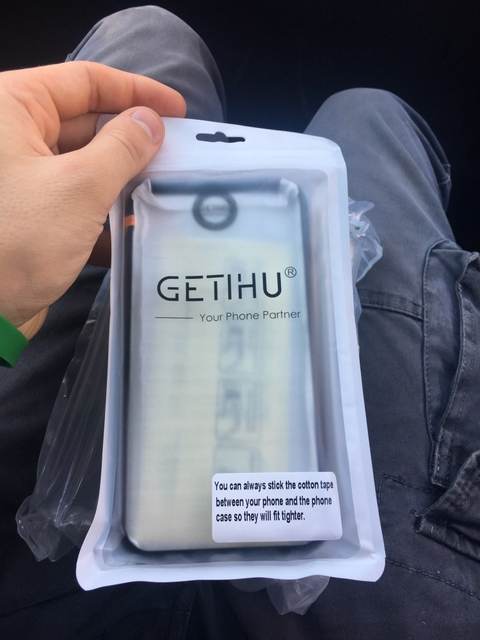 GETIHU®
Your Phone Partner
You can always stick the cotton tape
between your phone and the phone
case so they will fit tighter.